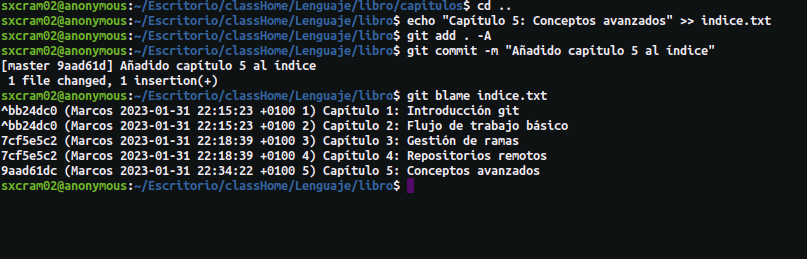 sxcram02@anonymous:~/Escritorio/classHome/Lenguaje/libro/capitulos$ cd ..
sxcram02@anonymous:~/Escritorio/classHome/Lenguaje/libro$ echo "Capítulo 5: Conceptos avanzados" >> indice.txt
sxcram02@anonymous:~/Escritorio/classHome/Lenguaje/libro$ git add . -A
sxcram02@anonymous:~/Escritorio/classHome/Lenguaje/libro$ git commit -m "Añadido capítulo 5 al índice"
[master 9aad61d] Añadido capítulo 5 al índice
 1 file changed, 1 insertion(+)
sxcram02@anonymous:~/Escritorio/classHome/Lenguaje/libro$ git blame indice.txt
^bb24dc0 (Marcos 2023-01-31 22:15:23 +0100 1) Capítulo 1: Introducción git
^bb24dc0 (Marcos 2023-01-31 22:15:23 +0100 2) Capítulo 2: Flujo de trabajo básico
7cf5e5c2 (Marcos 2023-01-31 22:18:39 +0100 3) Capítulo 3: Gestión de ramas
7cf5e5c2 (Marcos 2023-01-31 22:18:39 +0100 4) Capítulo 4: Repositorios remotos
9aad61dc (Marcos 2023-01-31 22:34:22 +0100 5) Capítulo 5: Conceptos avanzados
sxcram02@anonymous:~/Escritorio/classHome/Lenguaje/libro$